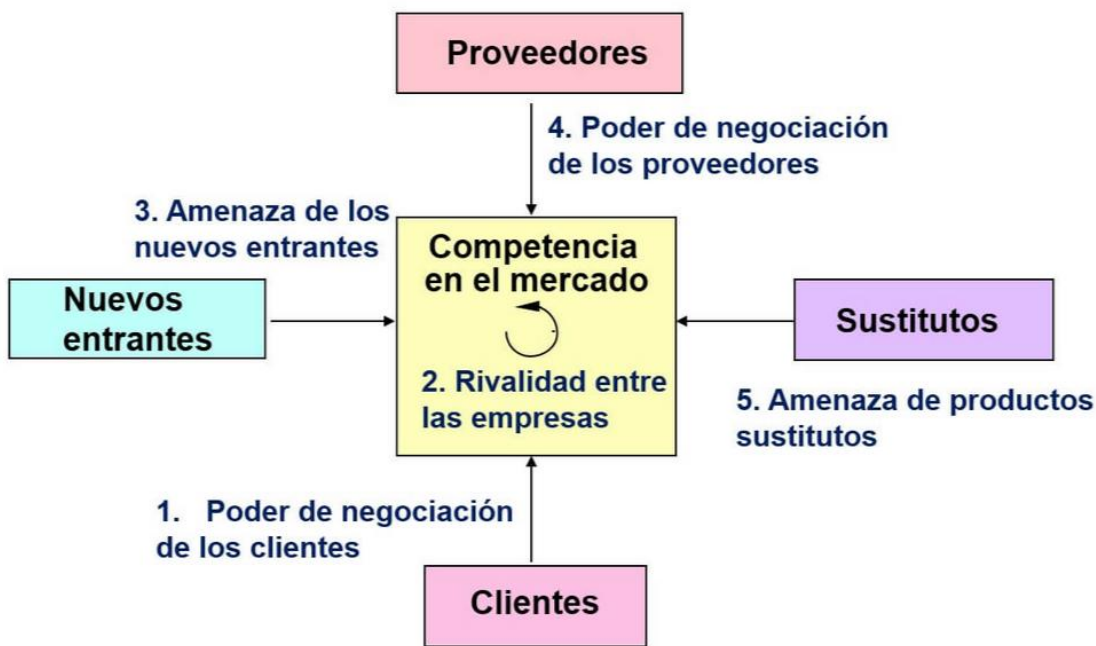 Proveedores
4. Poder de negociación
de los proveedores
3. Amenaza de los
nuevos entrantes
Competencia
en el mercado
Nuevos
entrantes
Sustitutos
2. Rivalidad entre
las empresas
5. Amenaza de productos
sustitutos
1. Poder de negociación
de los clientes
Clientes